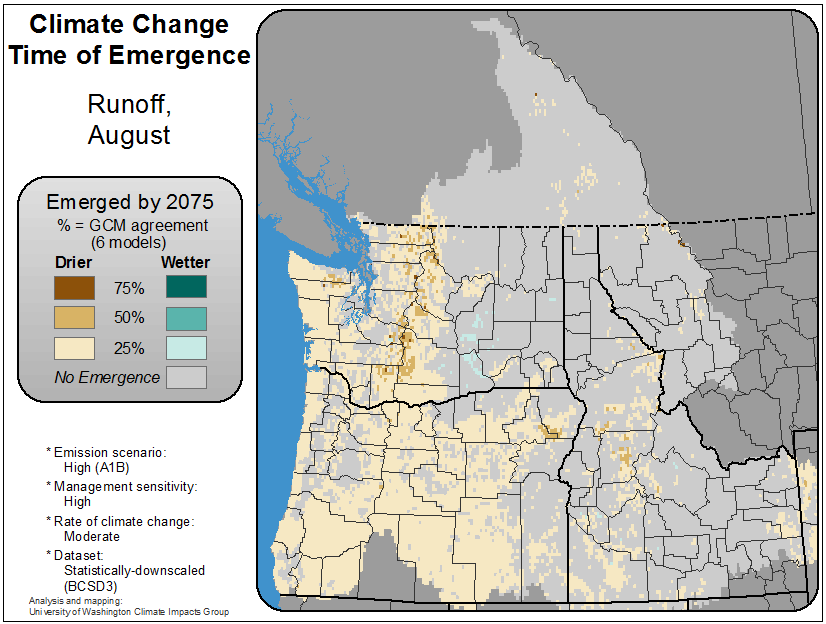 Climate Change
Time of Emergence
Runoff,
August
Emerged by 2075
% = GCM agreement
(6 models)
Drier Wetter
75%
50%
25%
No Emergence
* Emission scenario:
High (A1B)
* Management sensitivity:
High
* Rate of climate change:
Moderate
* Dataset:
Statistically-downscaled
(BCSD3)
Analysis and mapping:
University of Washington Climate Impacts Group